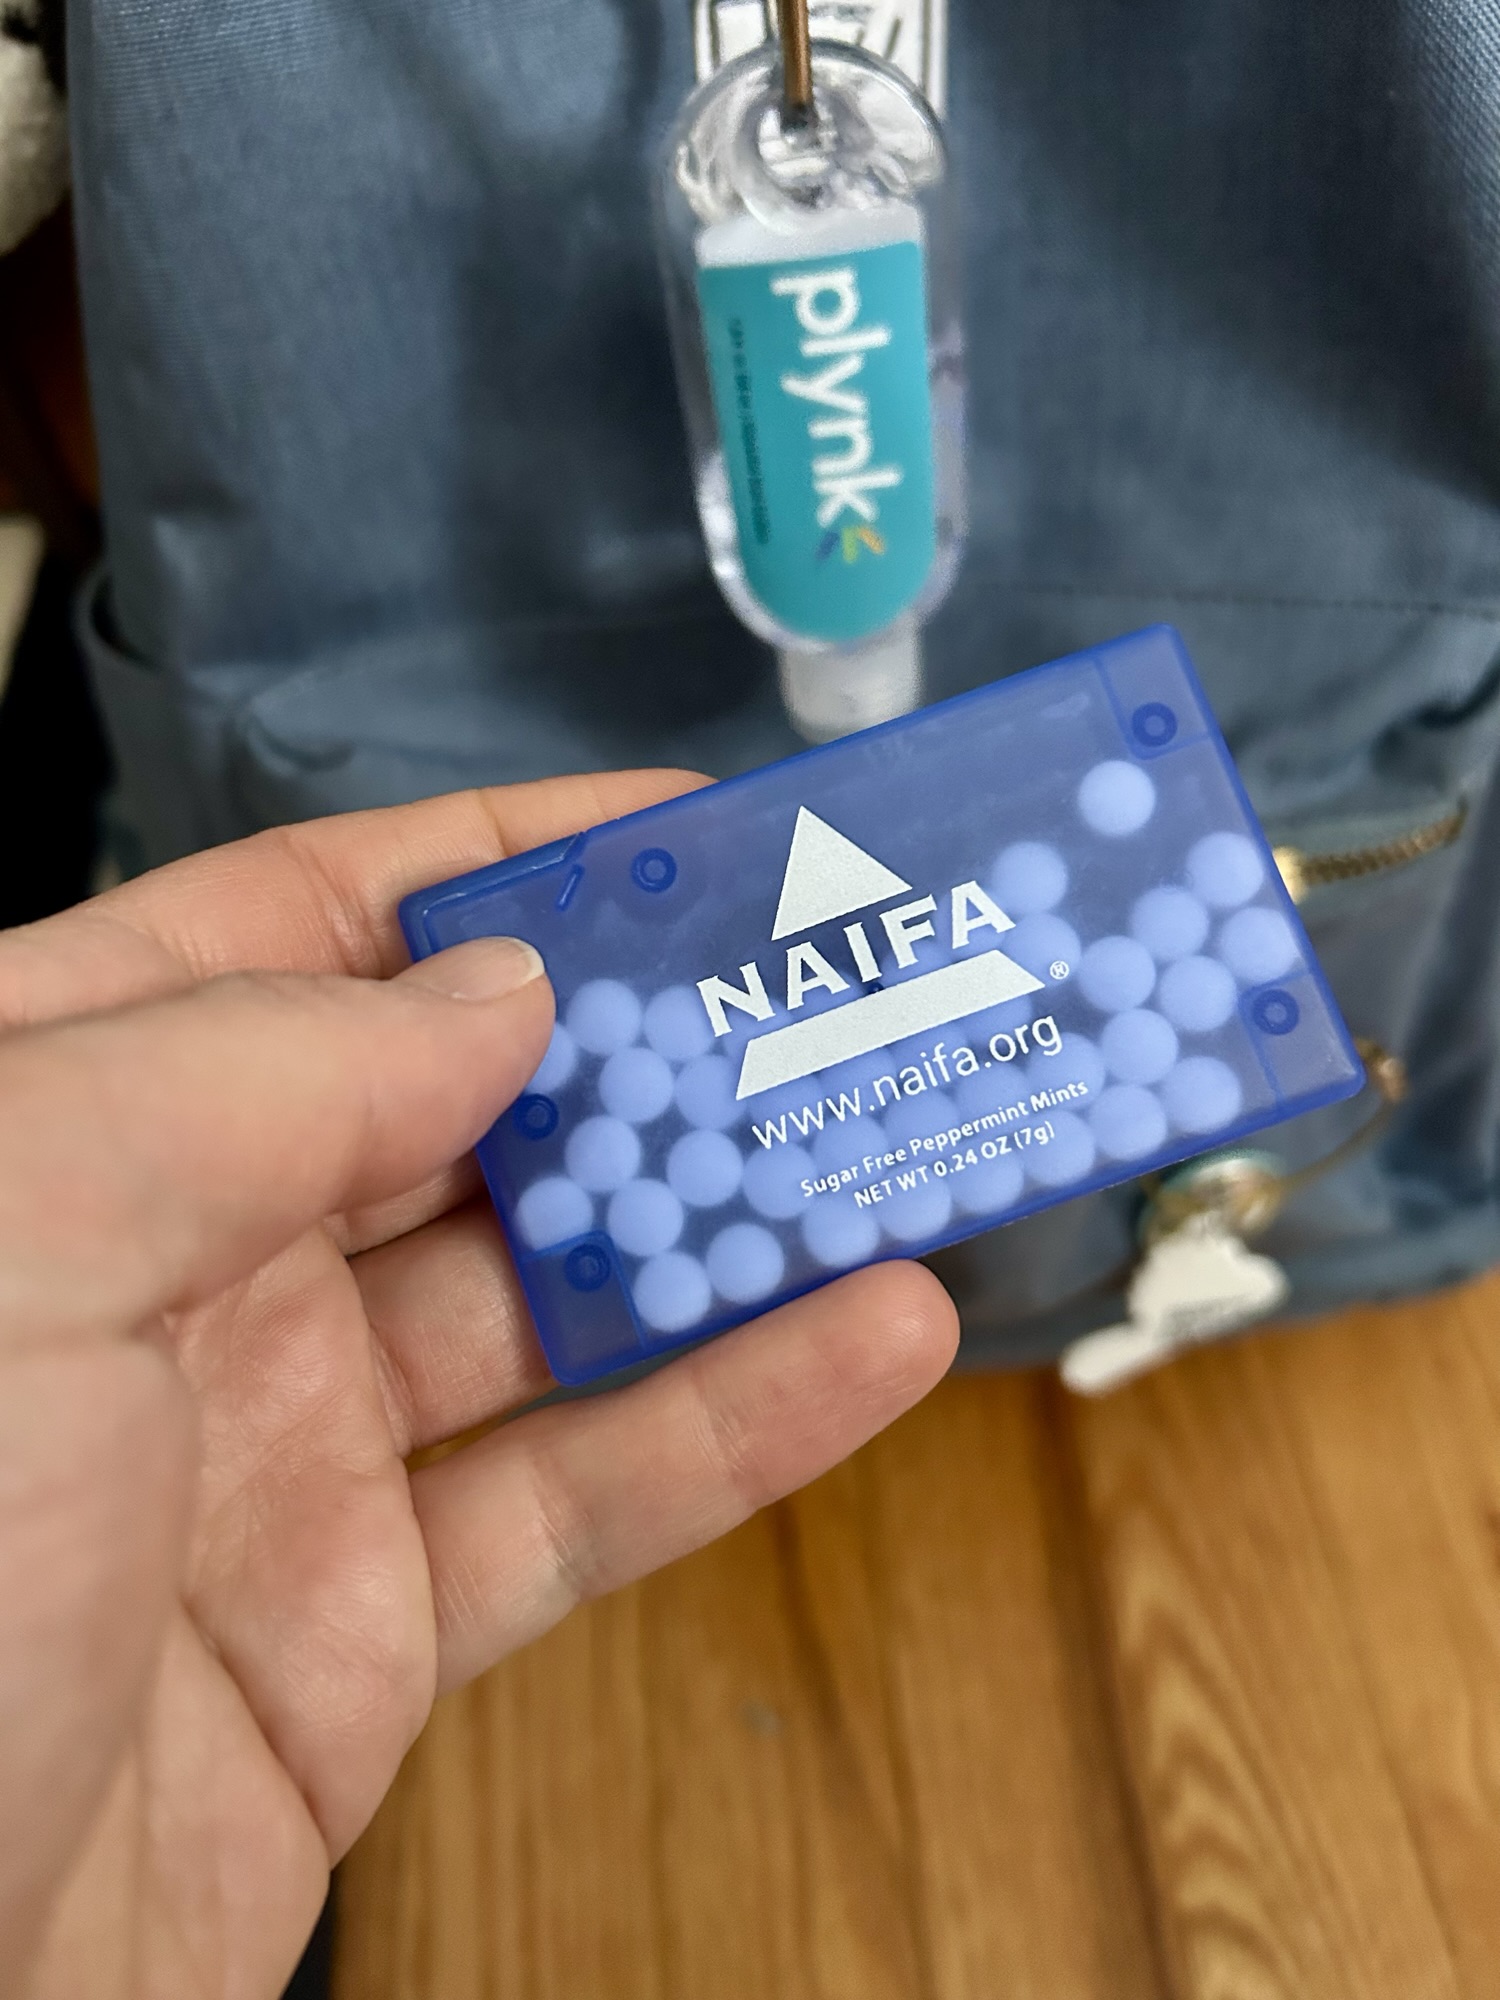 plynk
NAIFA®
www.naifa.org
Sugar Free Peppermint Mints
NET WT 0.24 OZ (7g)